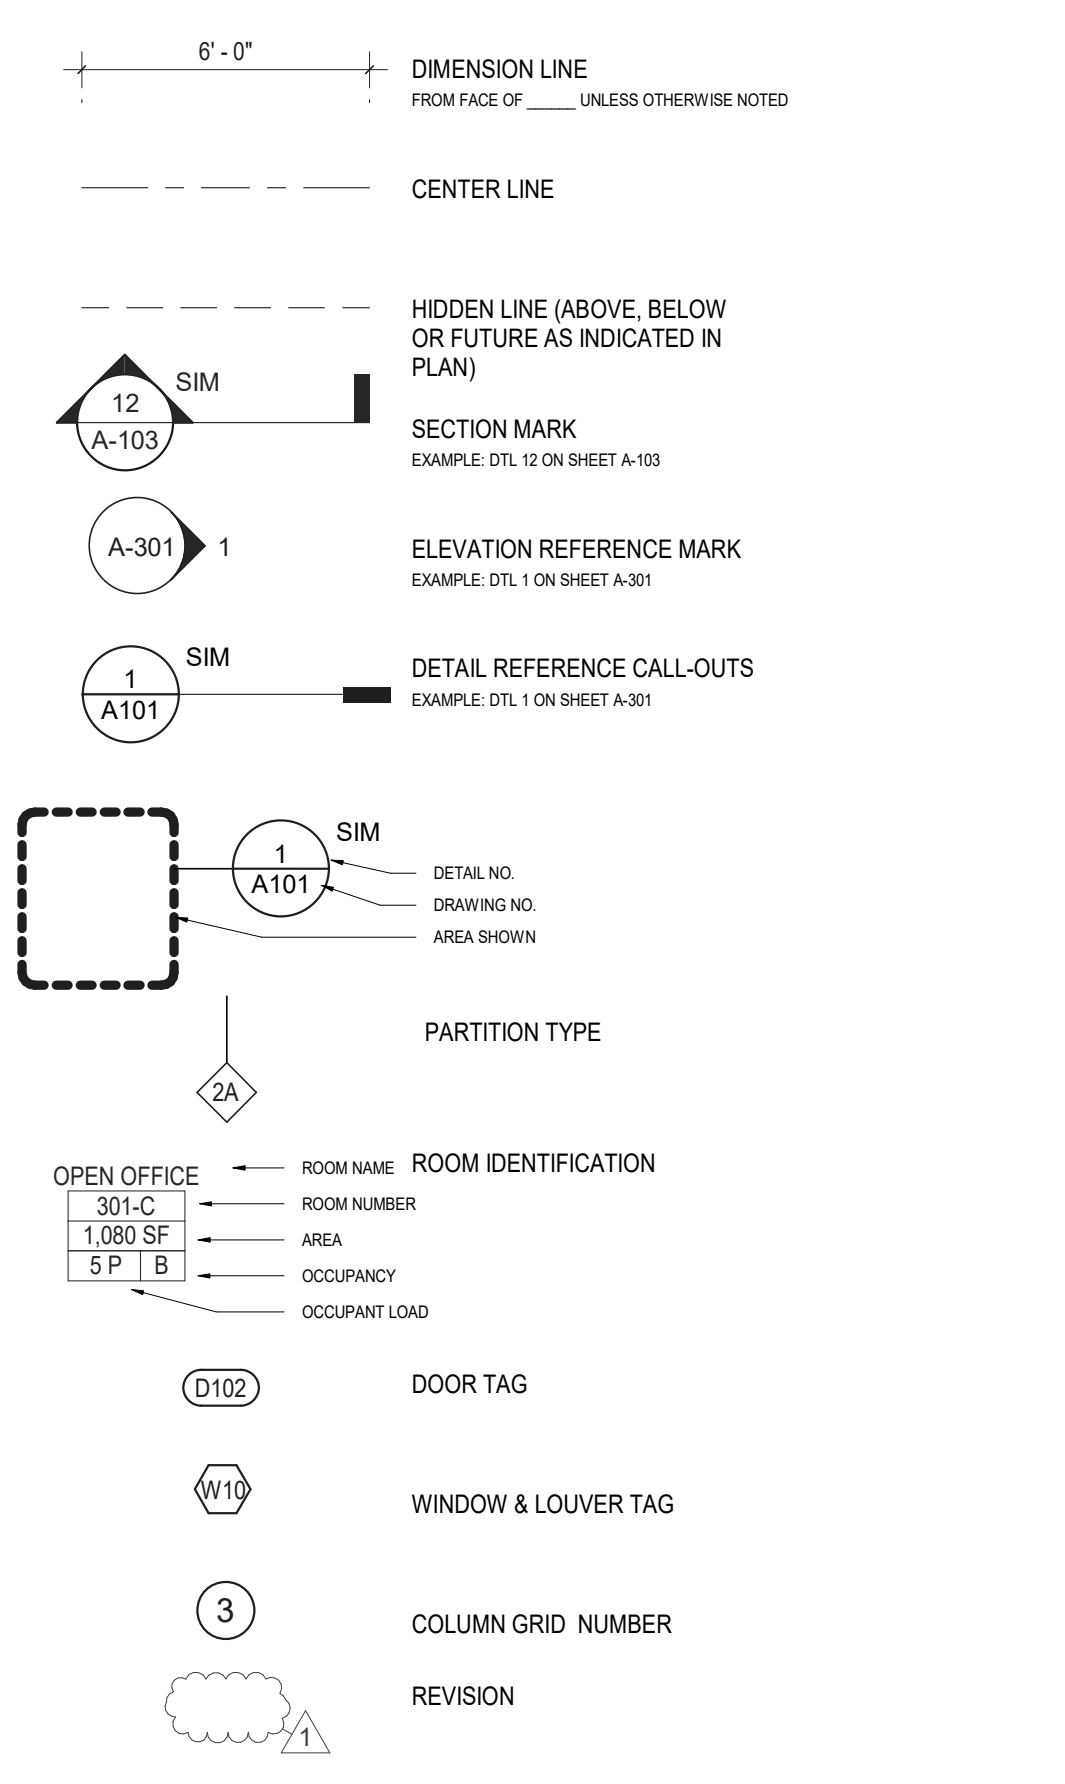 6' - 0"
DIMENSION LINE
FROM FACE OF ______ UNLESS OTHERWISE NOTED
CENTER LINE
HIDDEN LINE (ABOVE, BELOW
OR FUTURE AS INDICATED IN
PLAN)
SIM
12
A-103
SECTION MARK
EXAMPLE: DTL 12 ON SHEET A-103
A-301
1
ELEVATION REFERENCE MARK
EXAMPLE: DTL 1 ON SHEET A-301
SIM
1
A101
DETAIL REFERENCE CALL-OUTS
EXAMPLE: DTL 1 ON SHEET A-301
SIM
1
A101
DETAIL NO.
DRAWING NO.
AREA SHOWN
PARTITION TYPE
2A
ROOM IDENTIFICATION
OPEN OFFICE
ROOM NAME
301-C
ROOM NUMBER
1,080 SF
AREA
5 P
B
OCCUPANCY
OCCUPANT LOAD
D102
DOOR TAG
W10
WINDOW & LOUVER TAG
3
COLUMN GRID  NUMBER
REVISION
1